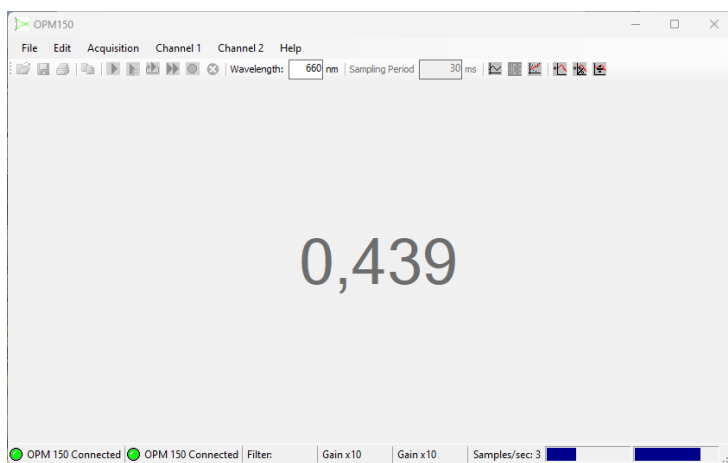 OPM150
File Edit Acquisition Channel 1 Channel 2 Help
Wavelength: 660 nm Sampling Period 30 ms
0,439
OPM 150 Connected OPM 150 Connected Filter: Gain x10 Gain x10 Samples/sec: 3